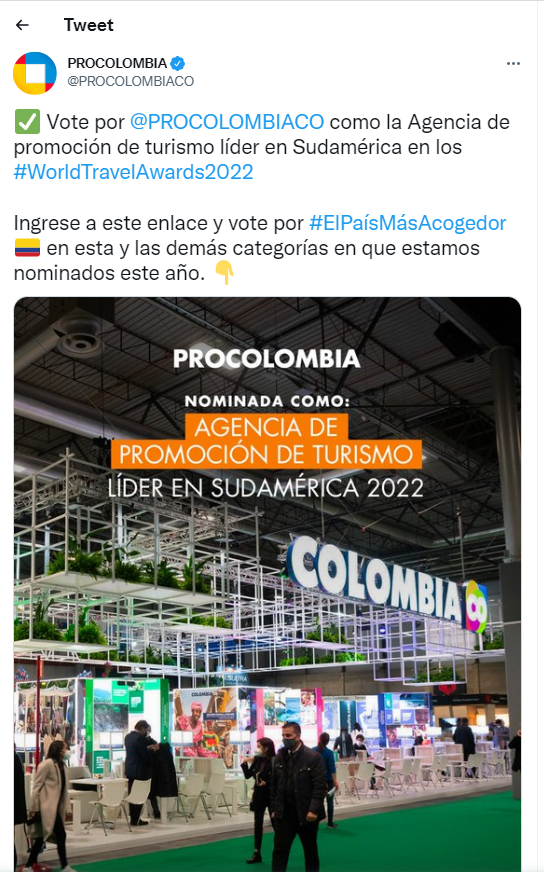 Tweet
PROCOLOMBIA
@PROCOLOMBIACO
Vote por @PROCOLOMBIACO como la Agencia de
promoción de turismo líder en Sudamérica en los
#WorldTravelAwards2022
Ingrese a este enlace y vote por #ElPaísMásAcogedor
en esta y las demás categorías en que estamos
nominados este año.
PROCOLOMBIA
NOMINADA COMO:
AGENCIA DE
PROMOCIÓN DE TURISMO
LÍDER EN SUDAMÉRICA 2022
COLOMBIA
COLOMBIA